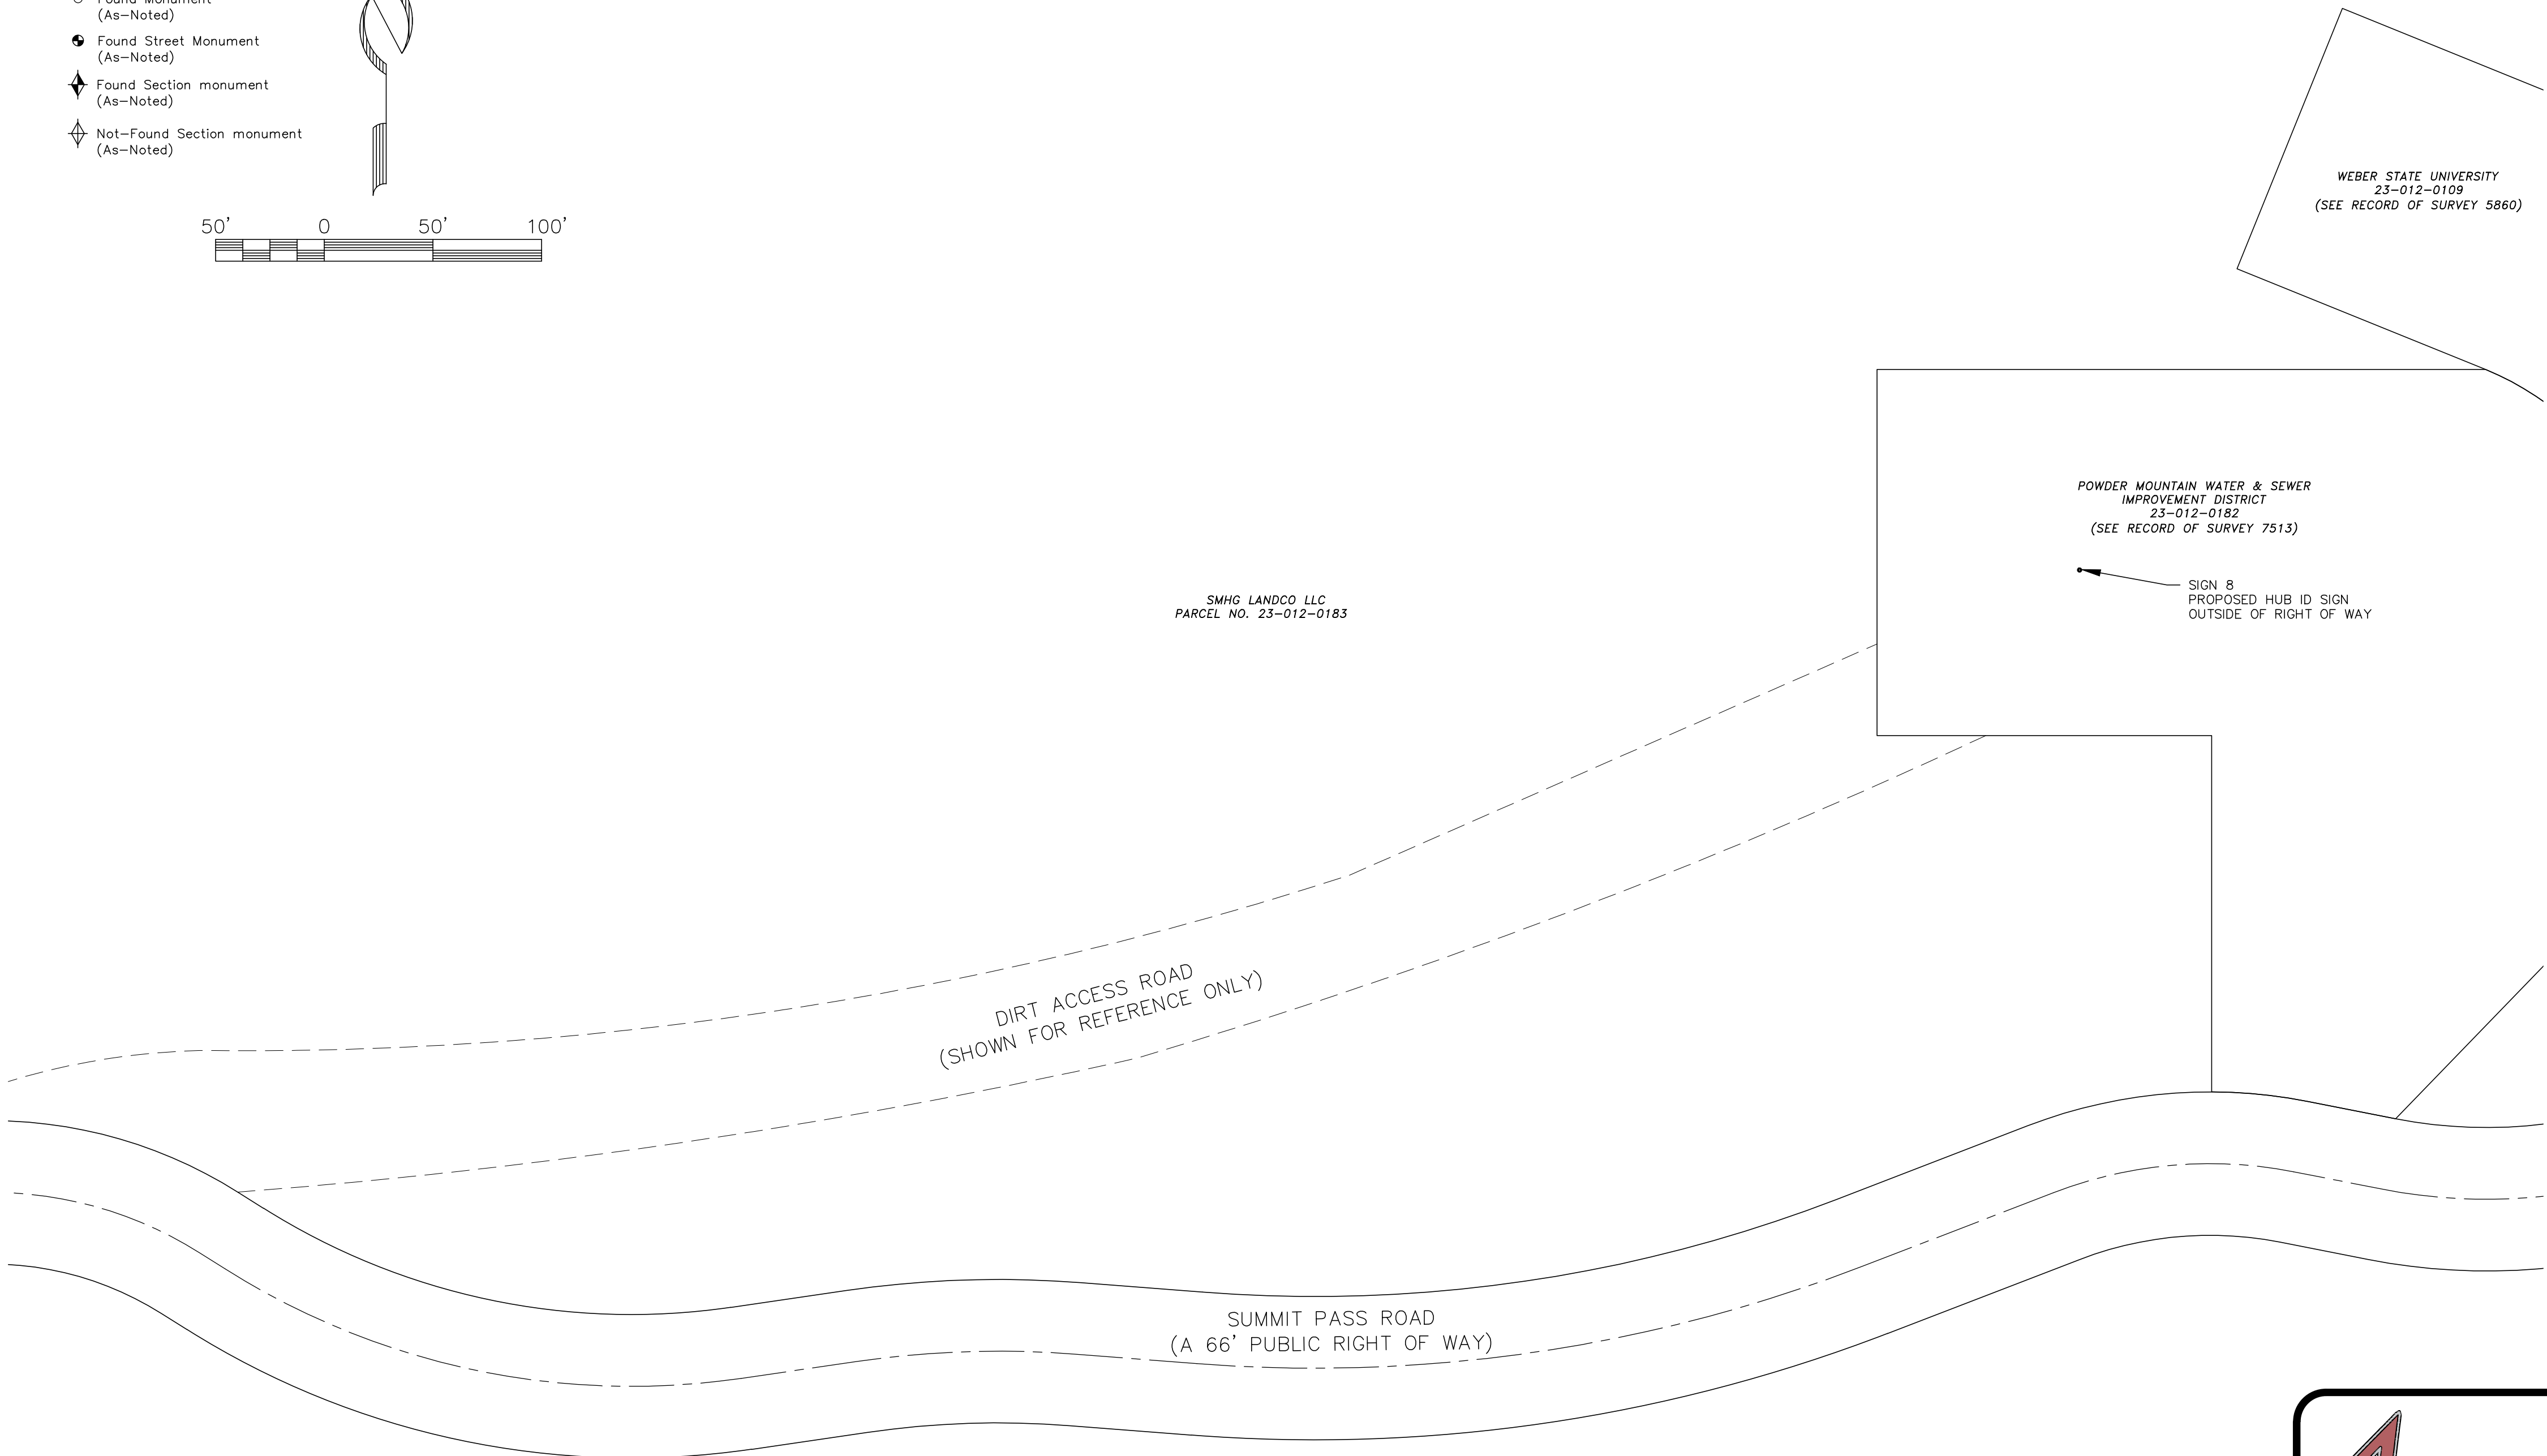 Found Monument
(As-Noted)
Found Street Monument
(As-Noted)
Found Section monument
(As-Noted)
Not-Found Section monument
(As-Noted)
50' 0 50' 100'
WEBER STATE UNIVERSITY
23-012-0109
(SEE RECORD OF SURVEY 5860)
POWDER MOUNTAIN WATER & SEWER
IMPROVEMENT DISTRICT
23-012-0182
(SEE RECORD OF SURVEY 7513)
SIGN 8
PROPOSED HUB ID SIGN
OUTSIDE OF RIGHT OF WAY
SMHG LANDCO LLC
PARCEL NO. 23-012-0183
DIRT ACCESS ROAD
(SHOWN FOR REFERENCE ONLY)
SUMMIT PASS ROAD
(A 66' PUBLIC RIGHT OF WAY)